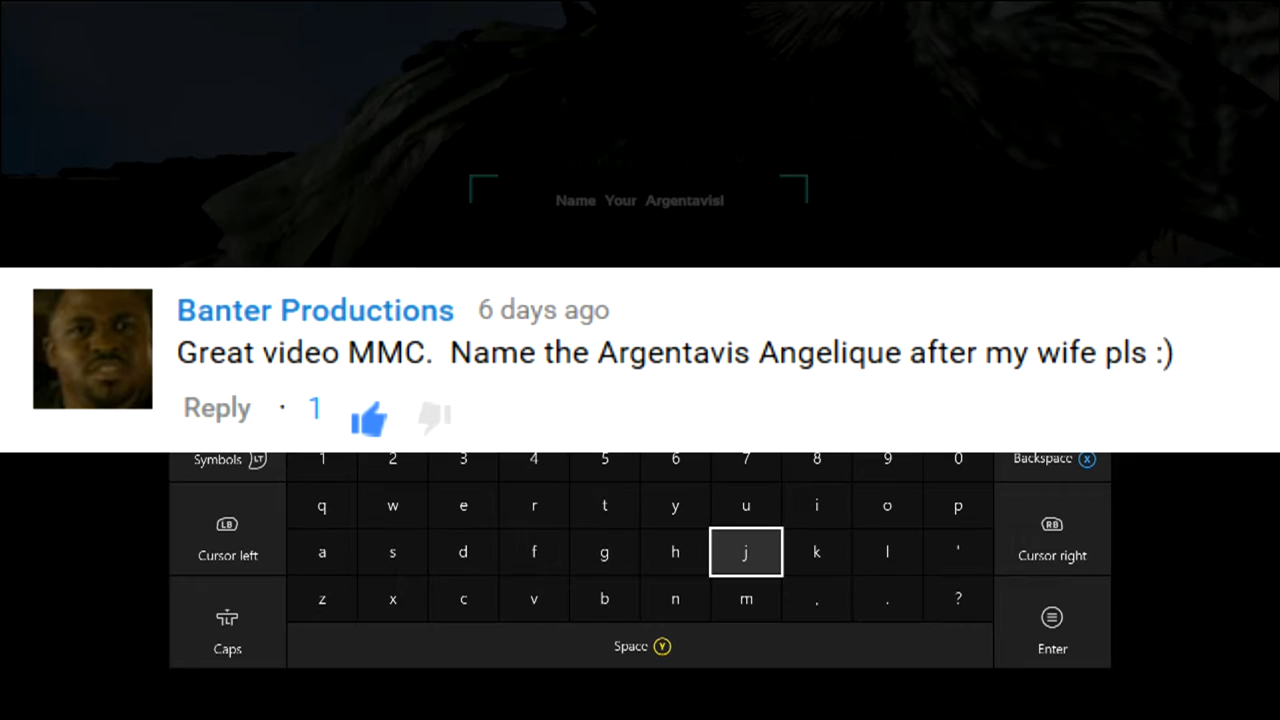 Name Your Argentavis!
Banter Productions 6 days ago
Great video MMC. Name the Argentavis Angelique after my wife pls :)
Reply · 1
Symbols LT 1 2 3 4 5 6 7 8 9 0 Backspace X
q w e r t y u i o p
LB Cursor left a s d f g h j k l ' RB Cursor right
z x c v b n m , . ?
LT Caps Space Y Enter